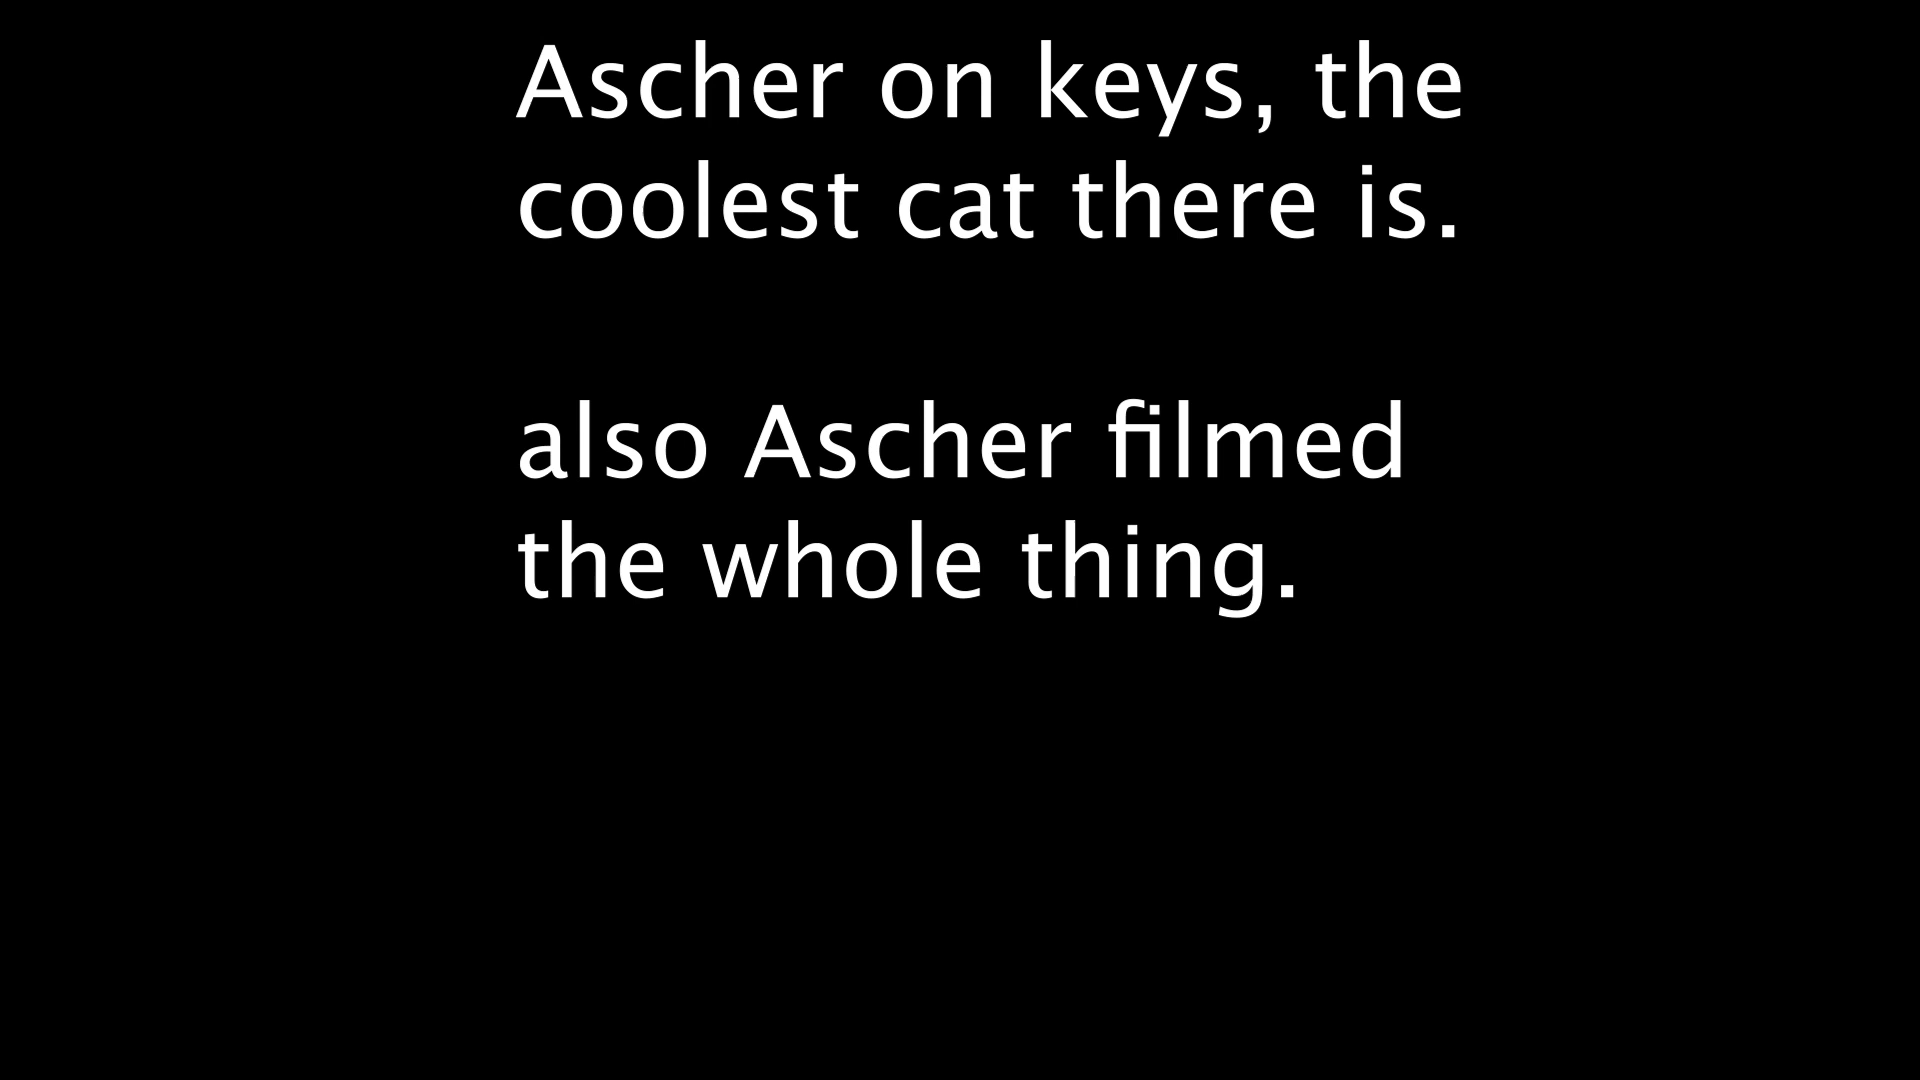 Ascher on keys, the
coolest cat there is.
also Ascher filmed
the whole thing.